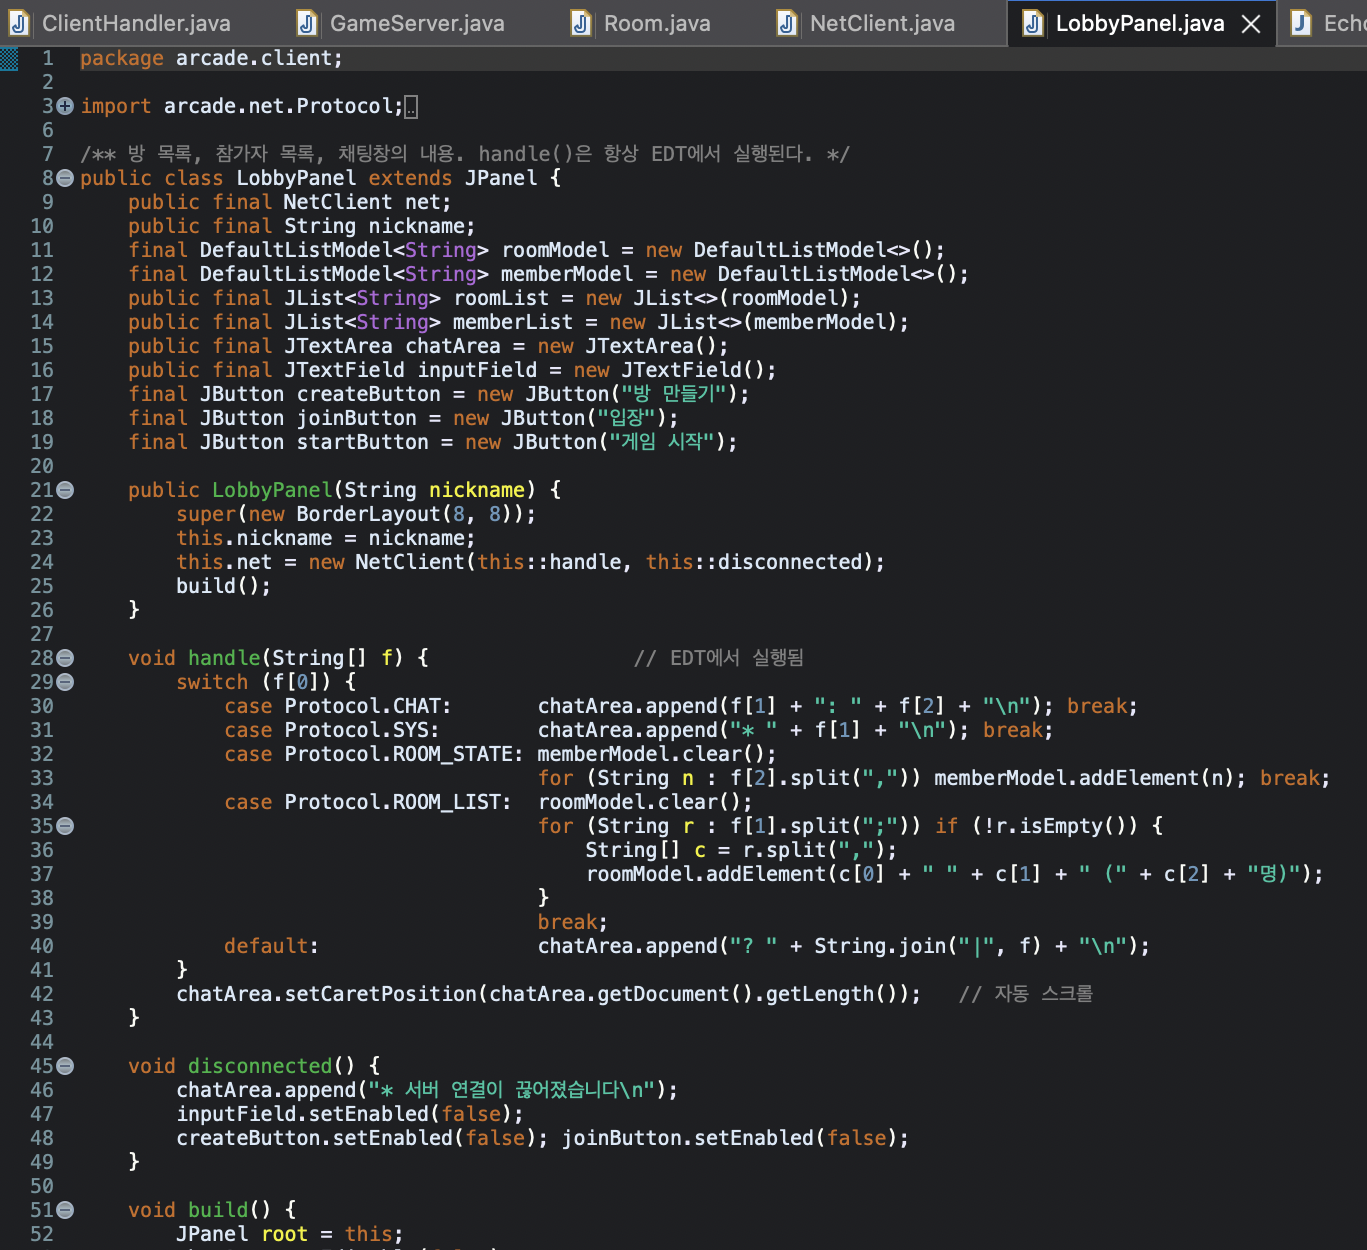 ClientHandler.java GameServer.java Room.java NetClient.java LobbyPanel.java Echo
1 package arcade.client;
2
3 import arcade.net.Protocol;
6
7 /** 방 목록, 참가자 목록, 채팅창의 내용. handle()은 항상 EDT에서 실행된다. */
8 public class LobbyPanel extends JPanel {
9     public final NetClient net;
10     public final String nickname;
11     final DefaultListModel<String> roomModel = new DefaultListModel<>();
12     final DefaultListModel<String> memberModel = new DefaultListModel<>();
13     public final JList<String> roomList = new JList<>(roomModel);
14     public final JList<String> memberList = new JList<>(memberModel);
15     public final JTextArea chatArea = new JTextArea();
16     public final JTextField inputField = new JTextField();
17     final JButton createButton = new JButton("방 만들기");
18     final JButton joinButton = new JButton("입장");
19     final JButton startButton = new JButton("게임 시작");
20
21     public LobbyPanel(String nickname) {
22         super(new BorderLayout(8, 8));
23         this.nickname = nickname;
24         this.net = new NetClient(this::handle, this::disconnected);
25         build();
26     }
27
28     void handle(String[] f) {                 // EDT에서 실행됨
29         switch (f[0]) {
30             case Protocol.CHAT:       chatArea.append(f[1] + ": " + f[2] + "\n"); break;
31             case Protocol.SYS:        chatArea.append("* " + f[1] + "\n"); break;
32             case Protocol.ROOM_STATE: memberModel.clear();
33                                       for (String n : f[2].split(",")) memberModel.addElement(n); break;
34             case Protocol.ROOM_LIST:  roomModel.clear();
35                                       for (String r : f[1].split(";")) if (!r.isEmpty()) {
36                                           String[] c = r.split(",");
37                                           roomModel.addElement(c[0] + " " + c[1] + " (" + c[2] + "명)");
38                                       }
39                                       break;
40             default:                  chatArea.append("? " + String.join("|", f) + "\n");
41         }
42         chatArea.setCaretPosition(chatArea.getDocument().getLength());   // 자동 스크롤
43     }
44
45     void disconnected() {
46         chatArea.append("* 서버 연결이 끊어졌습니다\n");
47         inputField.setEnabled(false);
48         createButton.setEnabled(false); joinButton.setEnabled(false);
49     }
50
51     void build() {
52         JPanel root = this;